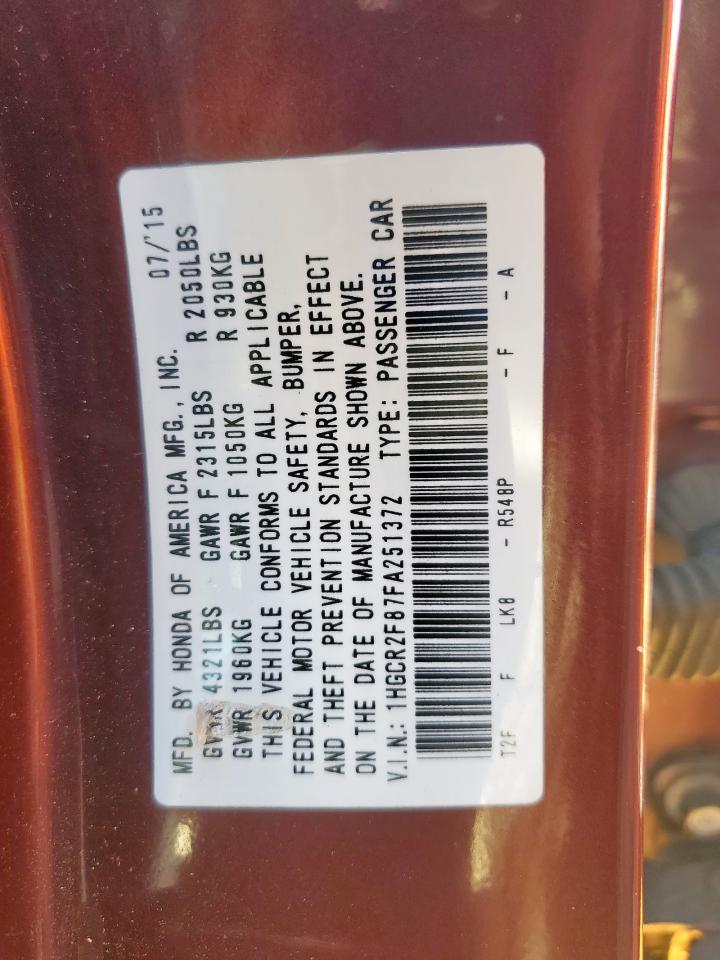 MFD. BY HONDA OF AMERICA MFG., INC. 07/'15
GVWR 4321LBS GAWR F 2315LBS R 2050LBS
GVWR 1960KG GAWR F 1050KG R 930KG
THIS VEHICLE CONFORMS TO ALL APPLICABLE
FEDERAL MOTOR VEHICLE SAFETY, BUMPER,
AND THEFT PREVENTION STANDARDS IN EFFECT
ON THE DATE OF MANUFACTURE SHOWN ABOVE.
V.I.N.: 1HGCR2F87FA251372 TYPE: PASSENGER CAR
T2F F LK8 - R548P - F - A